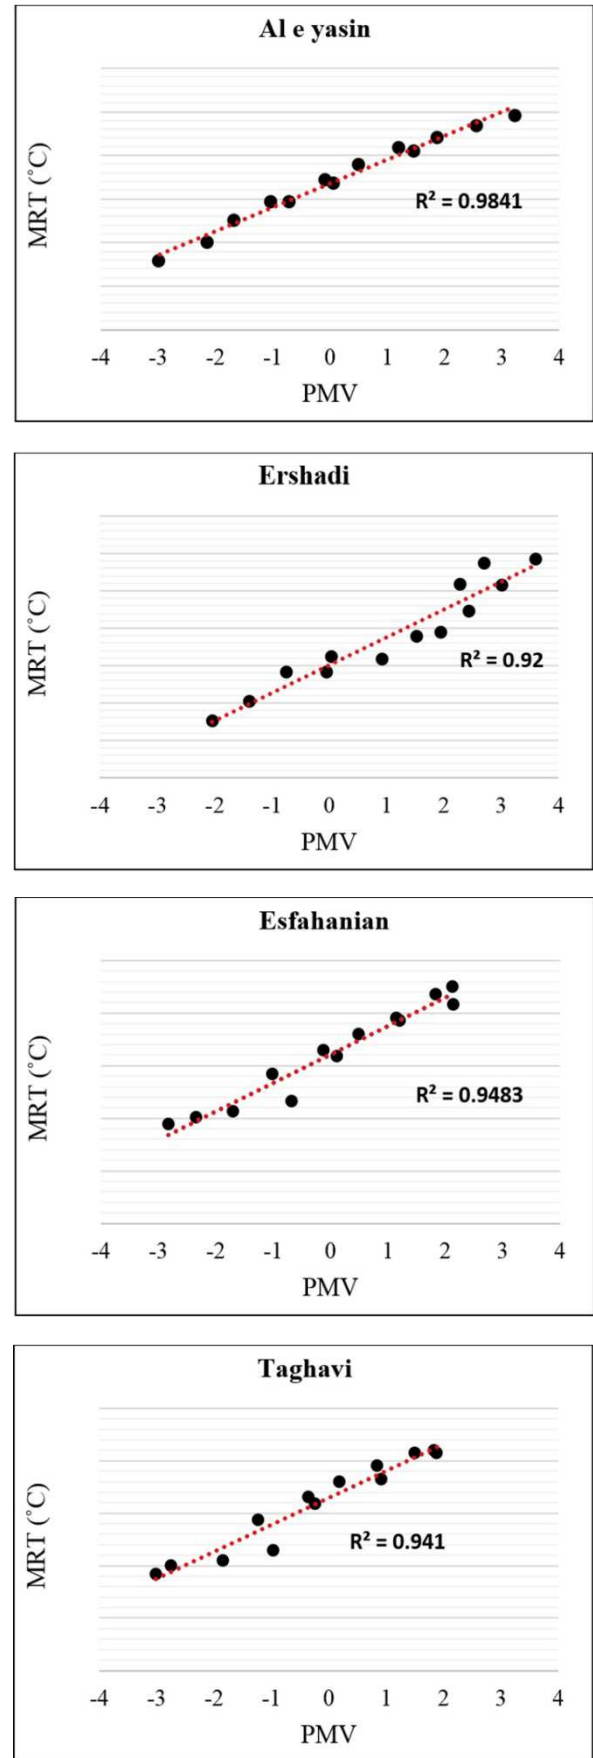 Al e yasin
MRT (˚C)
R² = 0.9841
-4 -3 -2 -1 0 1 2 3 4
PMV
Ershadi
MRT (˚C)
R² = 0.92
-4 -3 -2 -1 0 1 2 3 4
PMV
Esfahanian
MRT (˚C)
R² = 0.9483
-4 -3 -2 -1 0 1 2 3 4
PMV
Taghavi
MRT (˚C)
R² = 0.941
-4 -3 -2 -1 0 1 2 3 4
PMV